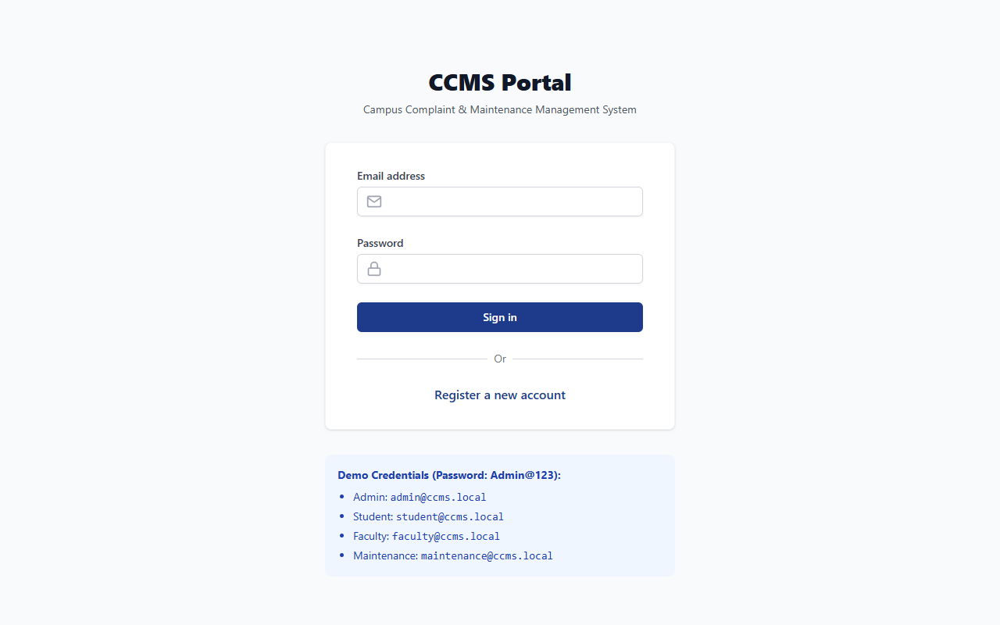 CCMS Portal
Campus Complaint & Maintenance Management System
Email address
Password
Sign in
Or
Register a new account
Demo Credentials (Password: Admin@123):
• Admin: admin@ccms.local
• Student: student@ccms.local
• Faculty: faculty@ccms.local
• Maintenance: maintenance@ccms.local